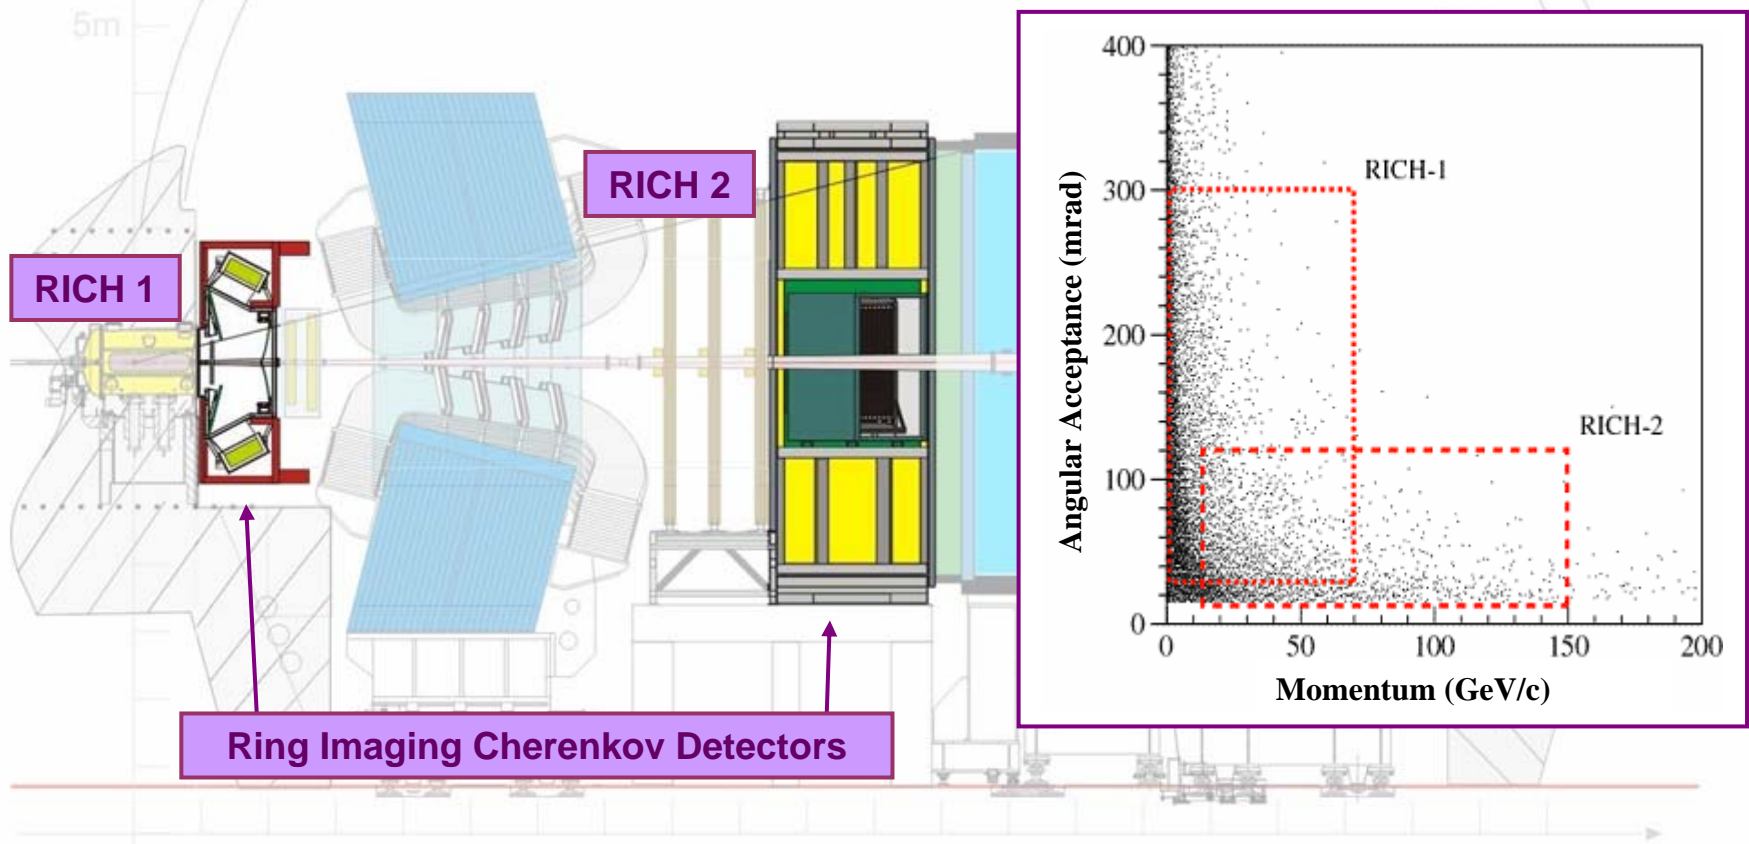 5m
RICH 1
RICH 2
Ring Imaging Cherenkov Detectors
400
300
200
100
0
Angular Acceptance (mrad)
RICH-1
RICH-2
0 50 100 150 200
Momentum (GeV/c)